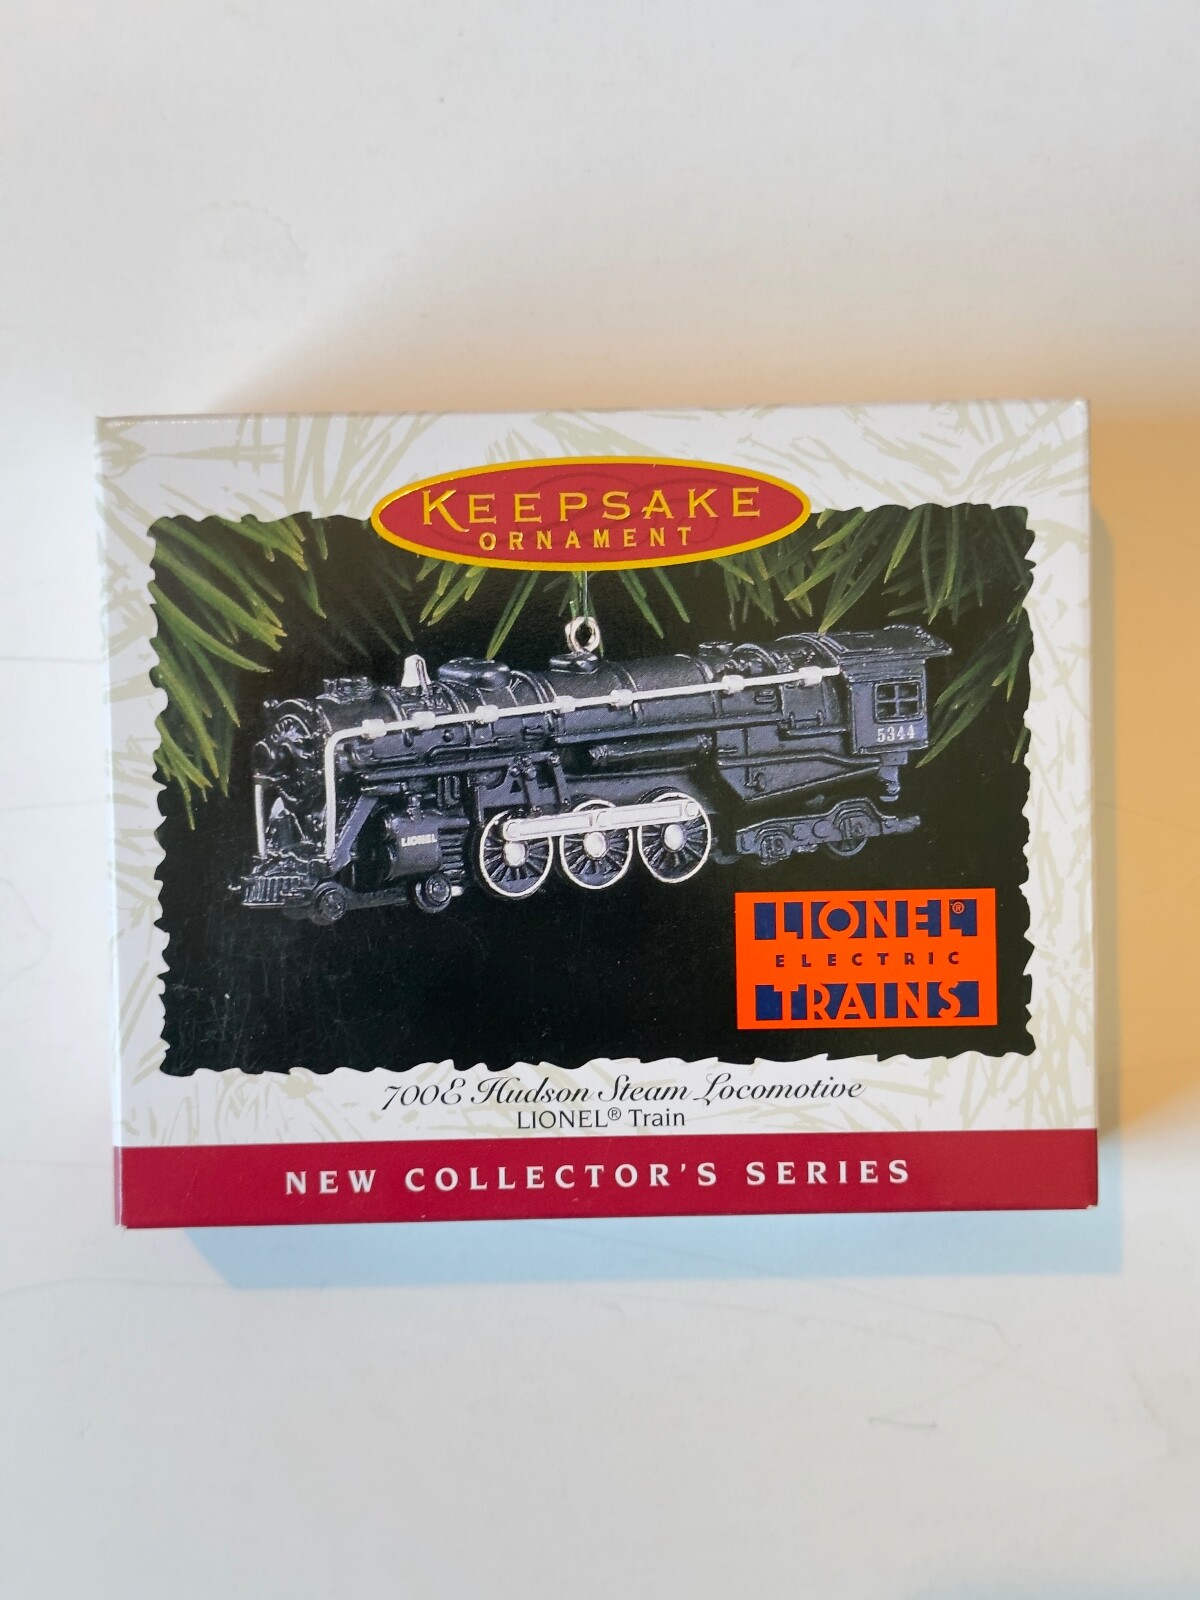 KEEPSAKE
ORNAMENT
5344
LIONEL
LIONEL®
ELECTRIC
TRAINS
700E Hudson Steam Locomotive
LIONEL® Train
NEW COLLECTOR'S SERIES